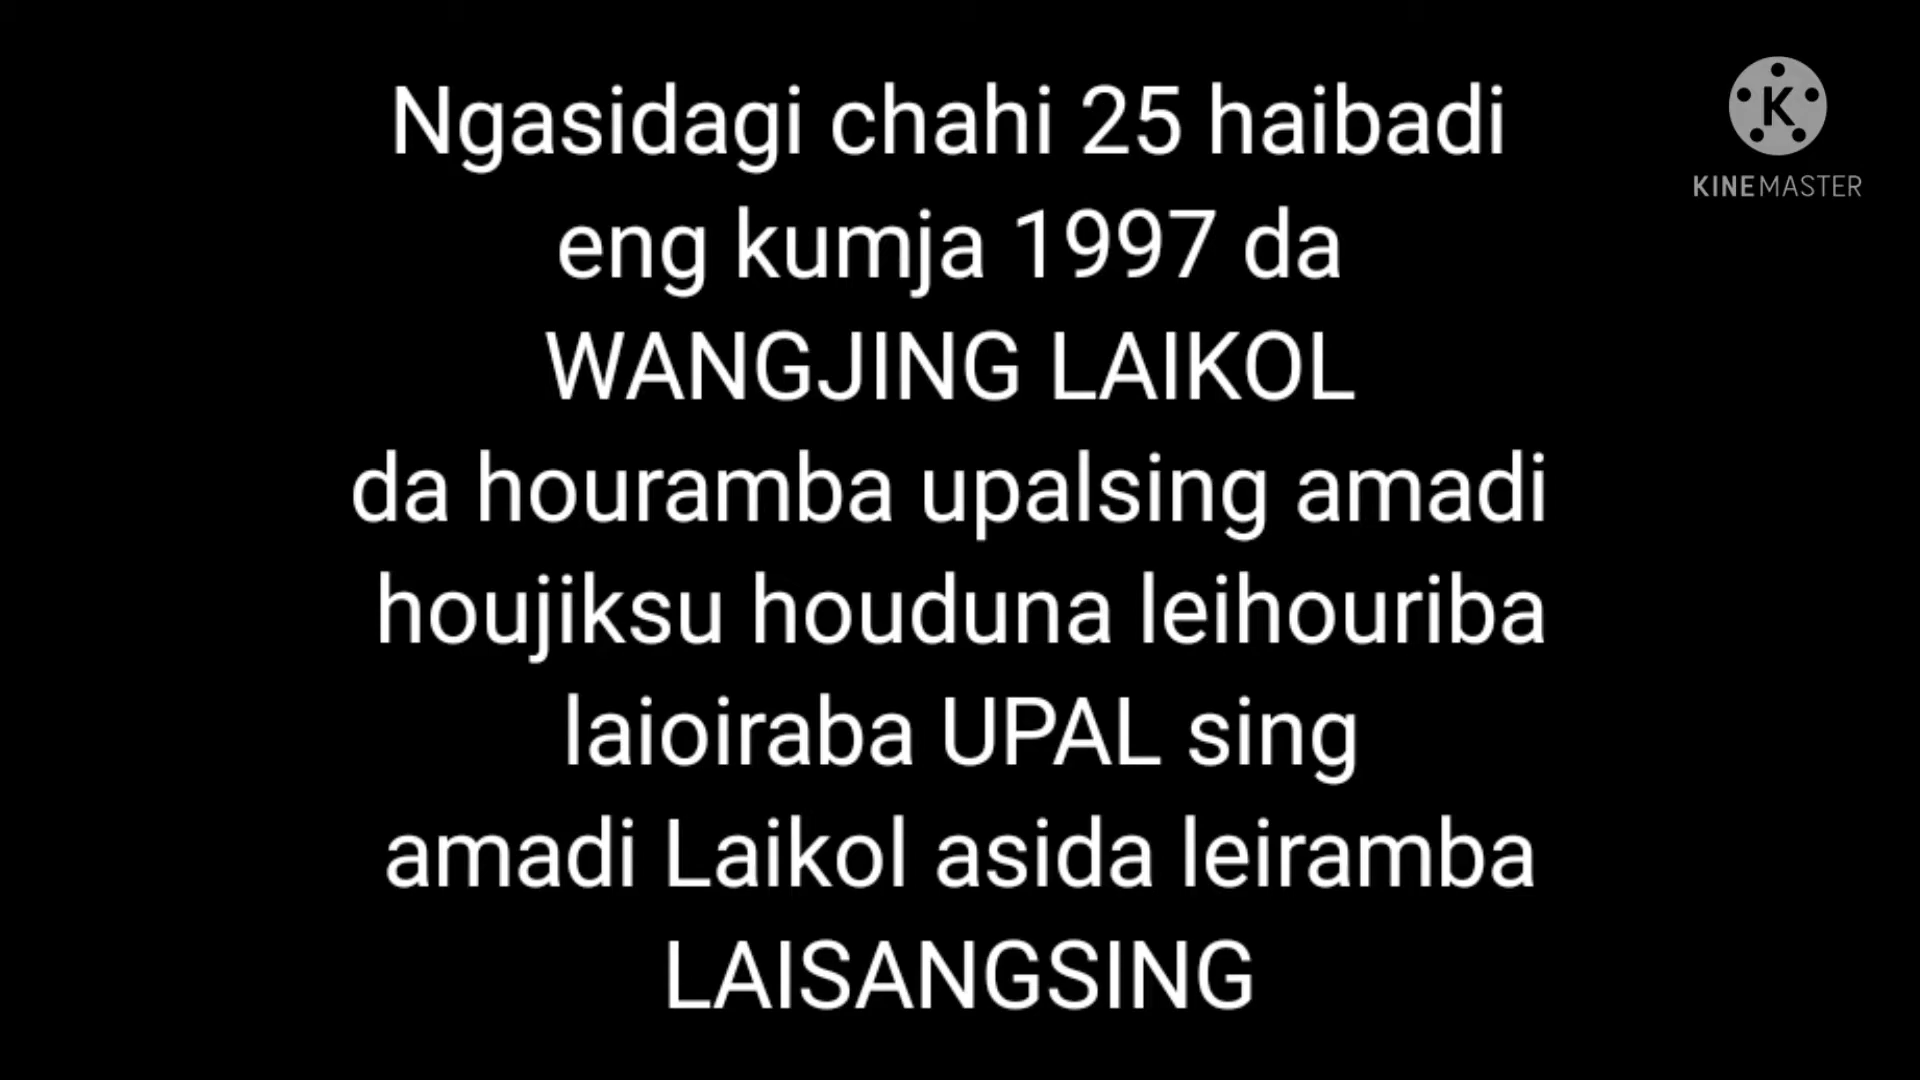 Ngasidagi chahi 25 haibadi
eng kumja 1997 da
WANGJING LAIKOL
da houramba upalsing amadi
houjiksu houduna leihouriba
laioiraba UPAL sing
amadi Laikol asida leiramba
LAISANGSING
K
KINEMASTER